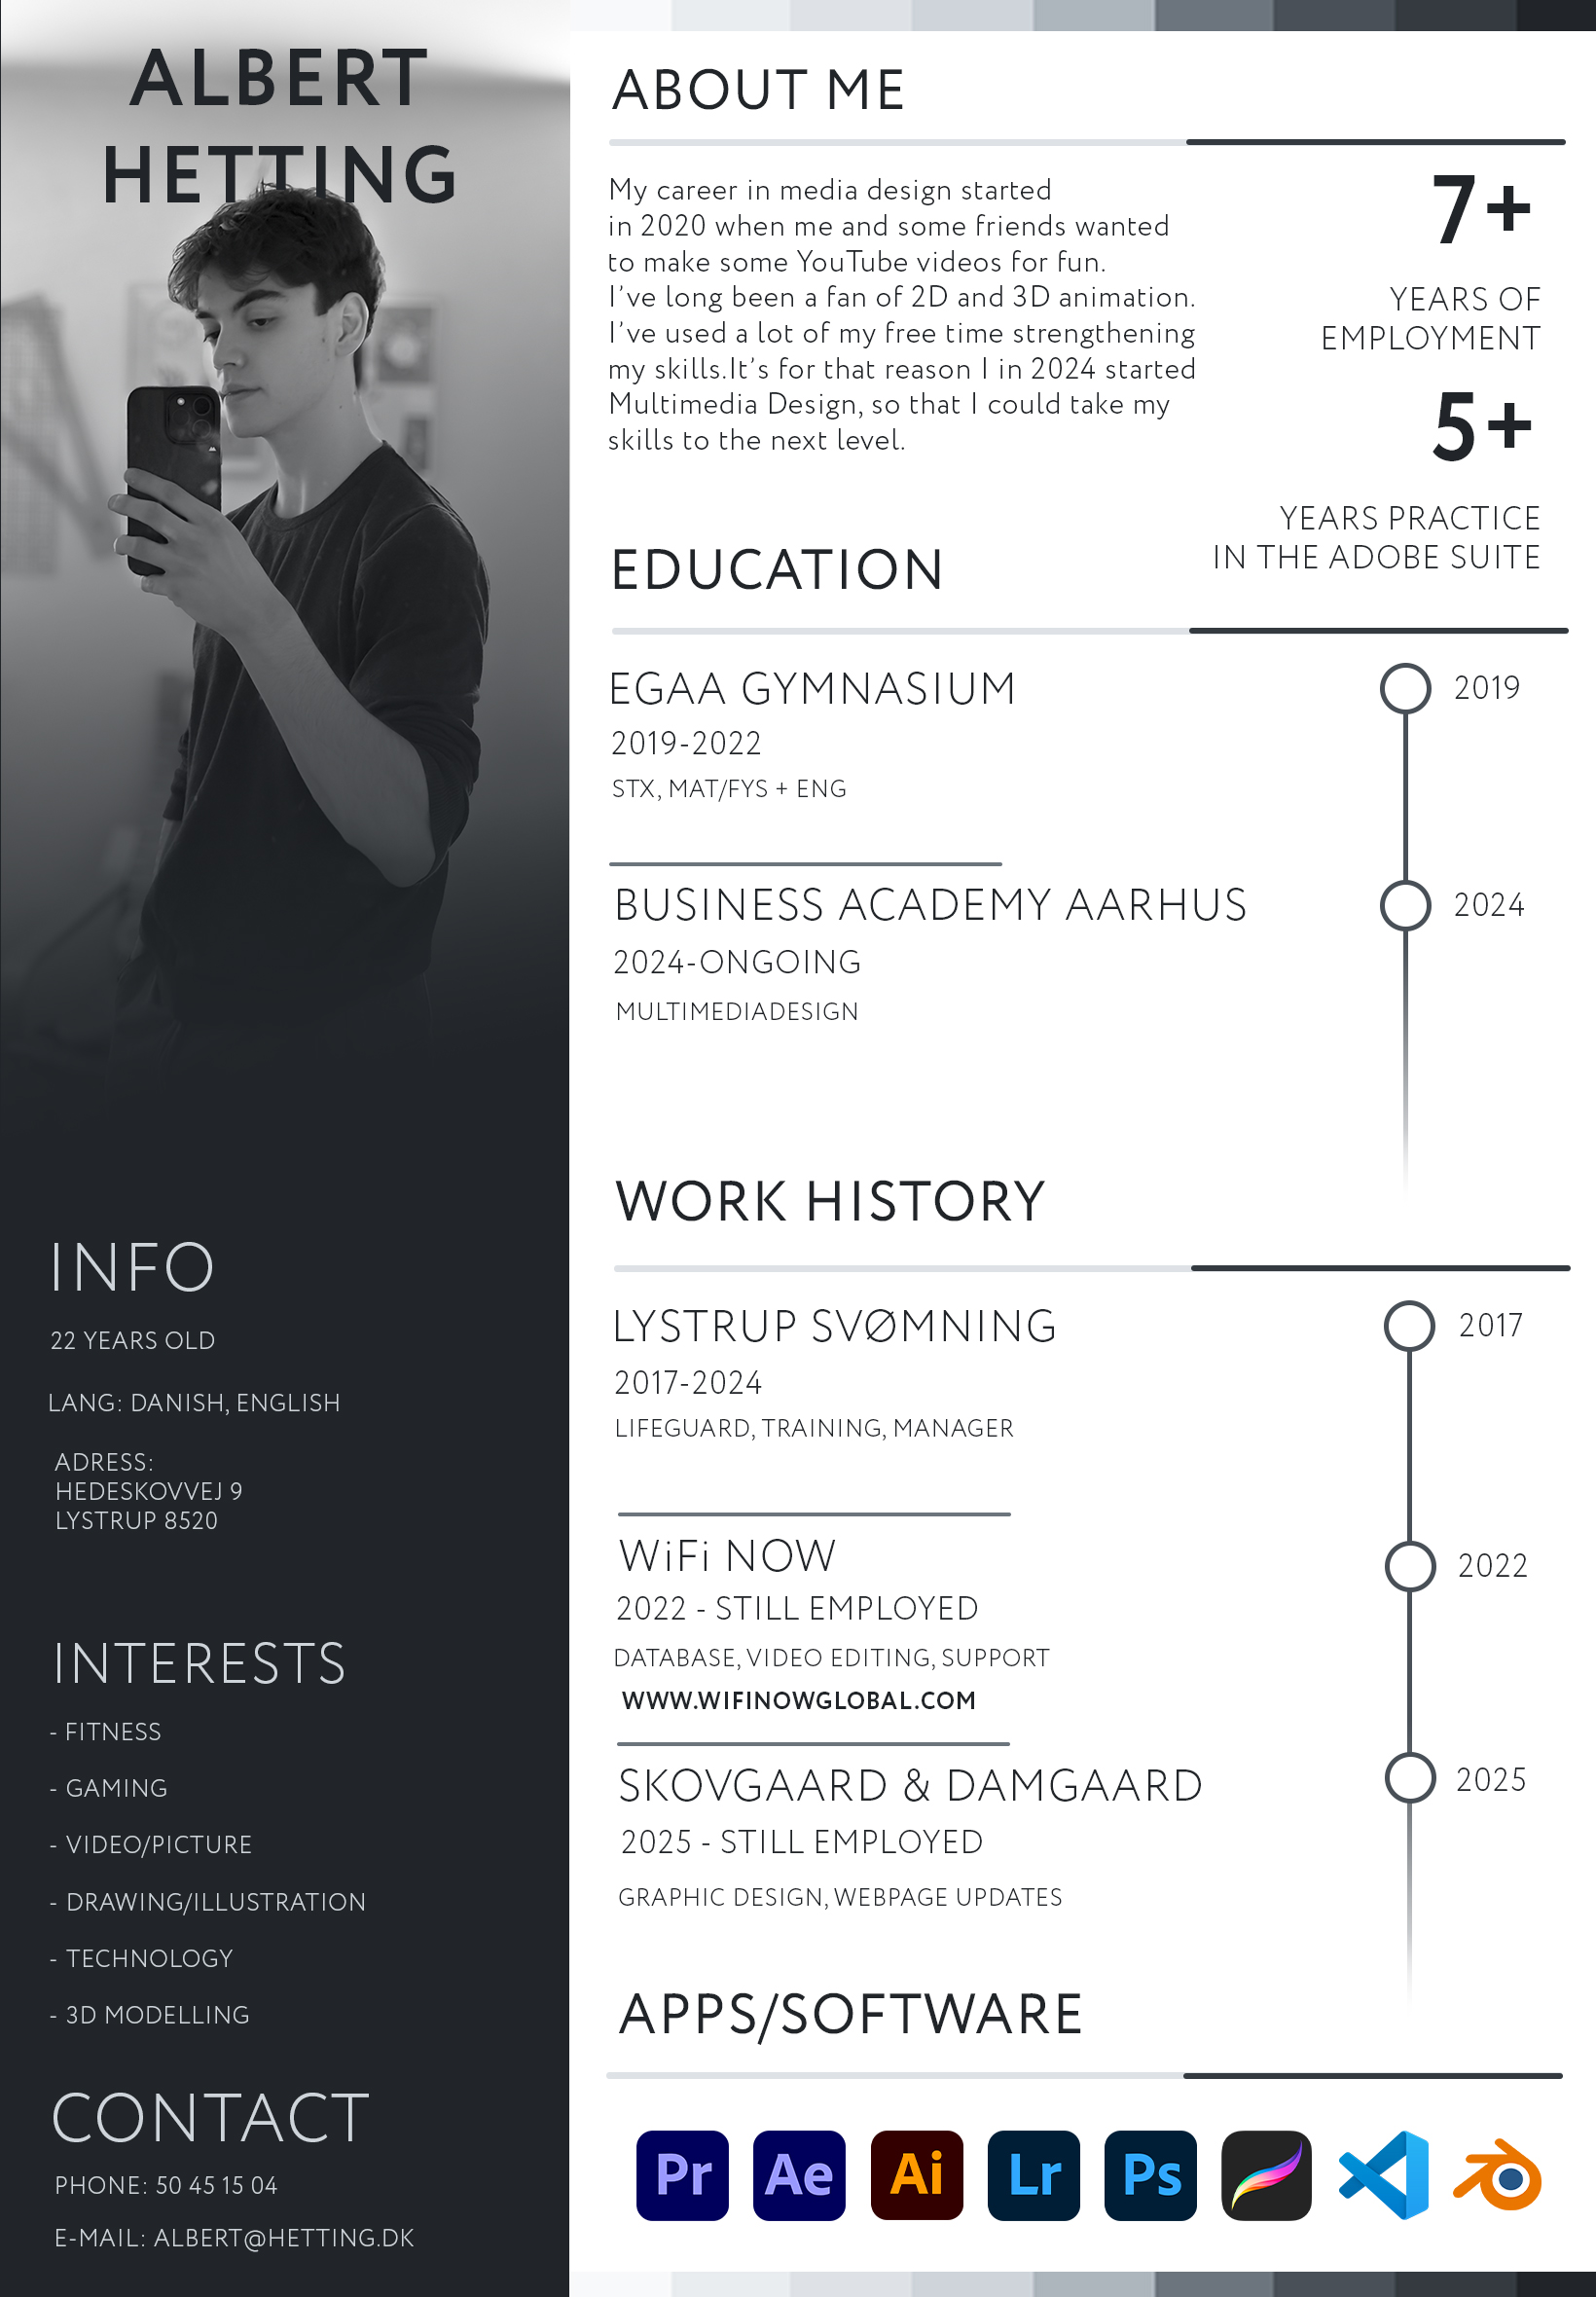 ALBERT
HETTING
INFO
22 YEARS OLD
LANG: DANISH, ENGLISH
ADRESS:
HEDESKOVVEJ 9
LYSTRUP 8520
INTERESTS
- FITNESS
- GAMING
- VIDEO/PICTURE
- DRAWING/ILLUSTRATION
- TECHNOLOGY
- 3D MODELLING
CONTACT
PHONE: 50 45 15 04
E-MAIL: ALBERT@HETTING.DK
ABOUT ME
My career in media design started
in 2020 when me and some friends wanted
to make some YouTube videos for fun.
I've long been a fan of 2D and 3D animation.
I've used a lot of my free time strengthening
my skills.It's for that reason I in 2024 started
Multimedia Design, so that I could take my
skills to the next level.
7+
YEARS OF
EMPLOYMENT
5+
YEARS PRACTICE
IN THE ADOBE SUITE
EDUCATION
EGAA GYMNASIUM
2019-2022
STX, MAT/FYS + ENG
2019
BUSINESS ACADEMY AARHUS
2024-ONGOING
MULTIMEDIADESIGN
2024
WORK HISTORY
LYSTRUP SVØMNING
2017-2024
LIFEGUARD, TRAINING, MANAGER
2017
WiFi NOW
2022 - STILL EMPLOYED
DATABASE, VIDEO EDITING, SUPPORT
WWW.WIFINOWGLOBAL.COM
2022
SKOVGAARD & DAMGAARD
2025 - STILL EMPLOYED
GRAPHIC DESIGN, WEBPAGE UPDATES
2025
APPS/SOFTWARE
Pr Ae Ai Lr Ps